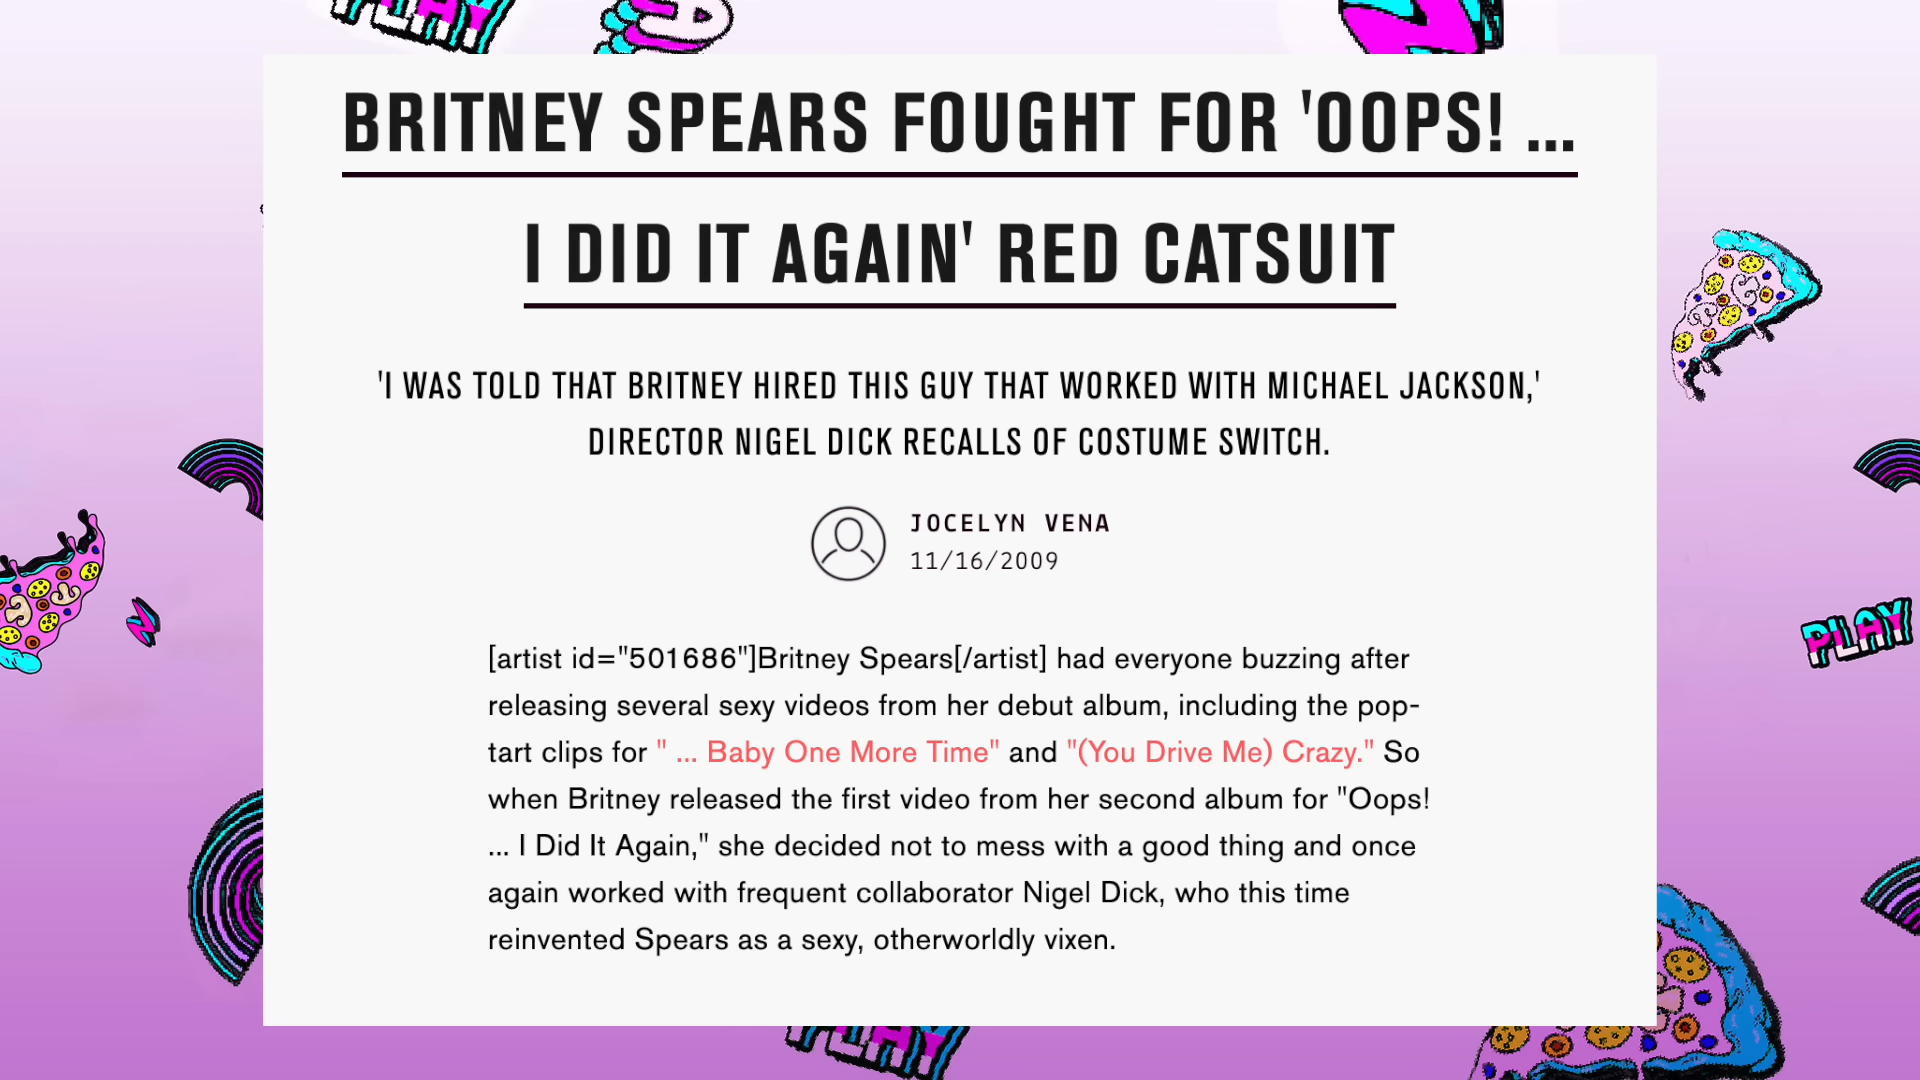 PLAY
BRITNEY SPEARS FOUGHT FOR 'OOPS! ...
I DID IT AGAIN' RED CATSUIT
'I WAS TOLD THAT BRITNEY HIRED THIS GUY THAT WORKED WITH MICHAEL JACKSON,'
DIRECTOR NIGEL DICK RECALLS OF COSTUME SWITCH.
JOCELYN VENA
11/16/2009
[artist id="501686"]Britney Spears[/artist] had everyone buzzing after
releasing several sexy videos from her debut album, including the pop-
tart clips for " ... Baby One More Time" and "(You Drive Me) Crazy." So
when Britney released the first video from her second album for "Oops!
... I Did It Again," she decided not to mess with a good thing and once
again worked with frequent collaborator Nigel Dick, who this time
reinvented Spears as a sexy, otherworldly vixen.
PLAY
PLAY